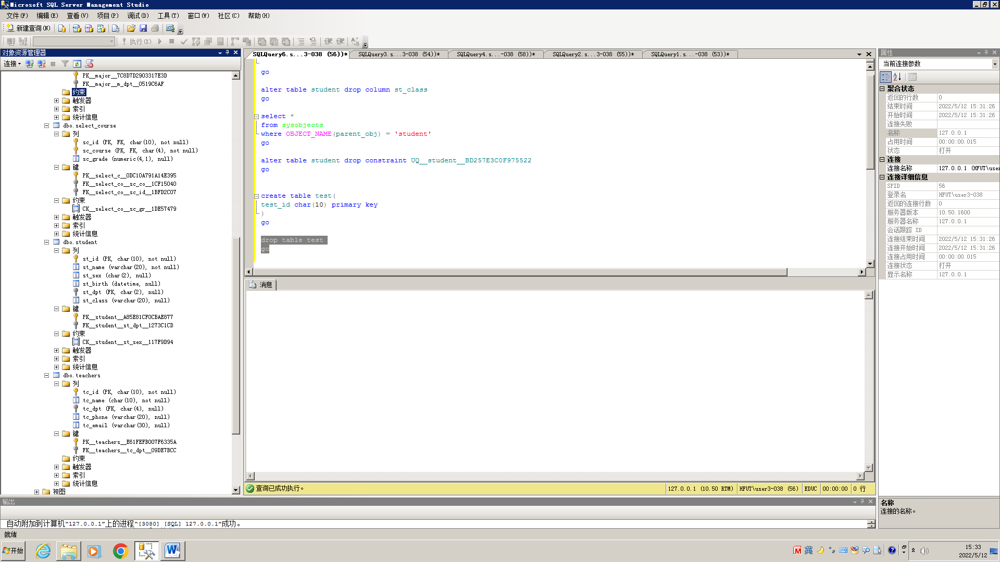 Microsoft SQL Server Management Studio
文件(F) 编辑(E) 查看(V) 项目(P) 调试(D) 工具(T) 窗口(W) 社区(C) 帮助(H)
新建查询(N)
执行(X)
对象资源管理器
连接
PK__major__7C8D7D2903317E3D
FK__major__m_dpt__0519C6AF
约束
触发器
索引
统计信息
dbo.select_course
列
sc_id (PK, FK, char(10), not null)
sc_course (PK, FK, char(4), not null)
sc_grade (numeric(4,1), null)
键
PK__select_c__0DC10A791A14E395
FK__select_co__sc_co__1CF15040
FK__select_co__sc_id__1BFD2C07
约束
CK__select_co__sc_gr__1DE57479
触发器
索引
统计信息
dbo.student
列
st_id (PK, char(10), not null)
st_name (varchar(20), not null)
st_sex (char(2), null)
st_birth (datetime, null)
st_dpt (FK, char(2), null)
st_class (varchar(20), null)
键
PK__student__A85E81CF0CBAE877
FK__student__st_dpt__1273C1CD
约束
CK__student__st_sex__117F9D94
触发器
索引
统计信息
dbo.teachers
列
tc_id (PK, char(10), not null)
tc_name (char(10), not null)
tc_dpt (FK, char(4), null)
tc_phone (varchar(20), null)
tc_email (varchar(30), null)
键
PK__teachers__E61FEFB007F6335A
FK__teachers__tc_dpt__09DE7BCC
约束
触发器
索引
统计信息
视图
SQLQuery6.s...3-038 (56))* SQLQuery3.s...3-038 (54))* SQLQuery4.s...-038 (58))* SQLQuery2.s...3-038 (55))* SQLQuery1.s...-038 (53))*
go
alter table student drop column st_class
go
select *
from sysobjects
where OBJECT_NAME(parent_obj) = 'student'
go
alter table student drop constraint UQ__student__BD257E3C0F975522
go
create table test(
test_id char(10) primary key
)
go
drop table test
go
消息
查询已成功执行。
127.0.0.1 (10.50 RTM) HFUT\user3-038 (56) EDUC 00:00:00 0 行
属性
当前连接参数
聚合状态
返回的行数 0
结束时间 2022/5/12 15:31:26
开始时间 2022/5/12 15:31:26
连接失败
名称 127.0.0.1
占用时间 00:00:00.015
状态 打开
连接
连接名称 127.0.0.1 (HFUT\user
连接详细信息
SPID 56
登录名 HFUT\user3-038
返回的连接行数 0
服务器版本 10.50.1600
服务器名称 127.0.0.1
会话跟踪 ID
连接结束时间 2022/5/12 15:31:26
连接开始时间 2022/5/12 15:31:26
连接占用时间 00:00:00.015
连接状态 打开
显示名称 127.0.0.1
名称
连接的名称。
输出
自动附加到计算机“127.0.0.1”上的进程“[3080] [SQL] 127.0.0.1”成功。
就绪
开始
英
15:33
2022/5/12